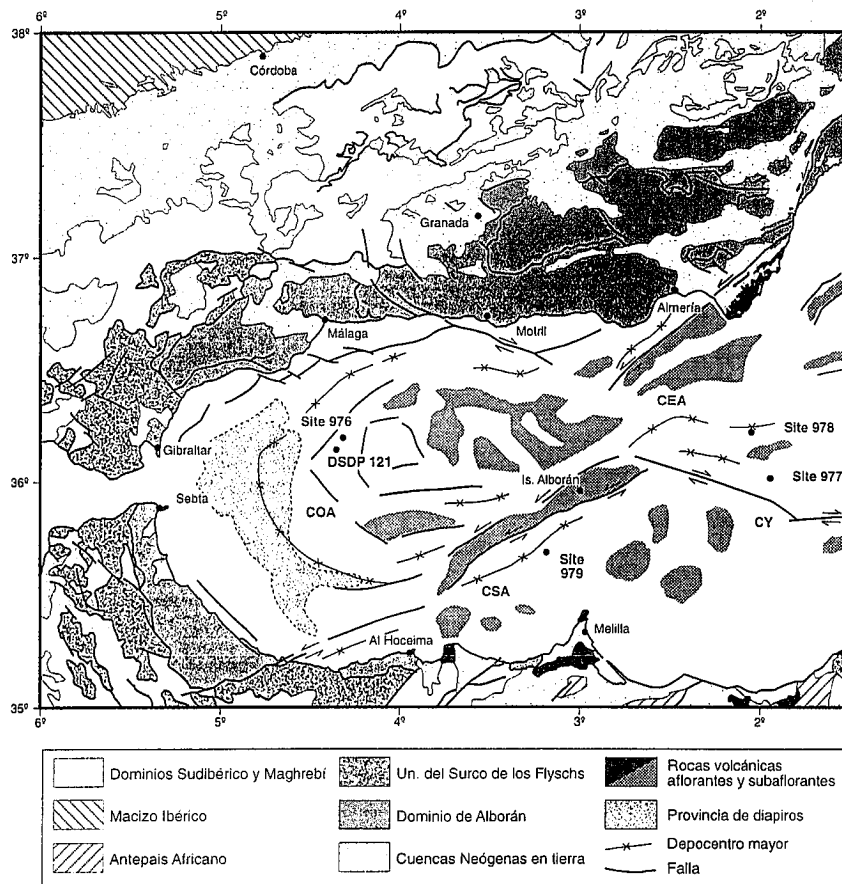 6º
5º
4º
3º
2º
38º
Córdoba
Granada
37º
Almería
Málaga
Motril
CEA
Site 976
Site 978
Gibraltar
DSDP 121
Site 977
36º
Is. Alborán
Sebta
COA
CY
Site
979
CSA
Melilla
Al Hoceima
35º
6º
5º
4º
3º
2º
Dominios Sudibérico y Maghrebí
Un. del Surco de los Flyschs
Rocas volcánicas
aflorantes y subaflorantes
Macizo Ibérico
Dominio de Alborán
Provincia de diapiros
Antepais Africano
Cuencas Neógenas en tierra
Depocentro mayor
Falla